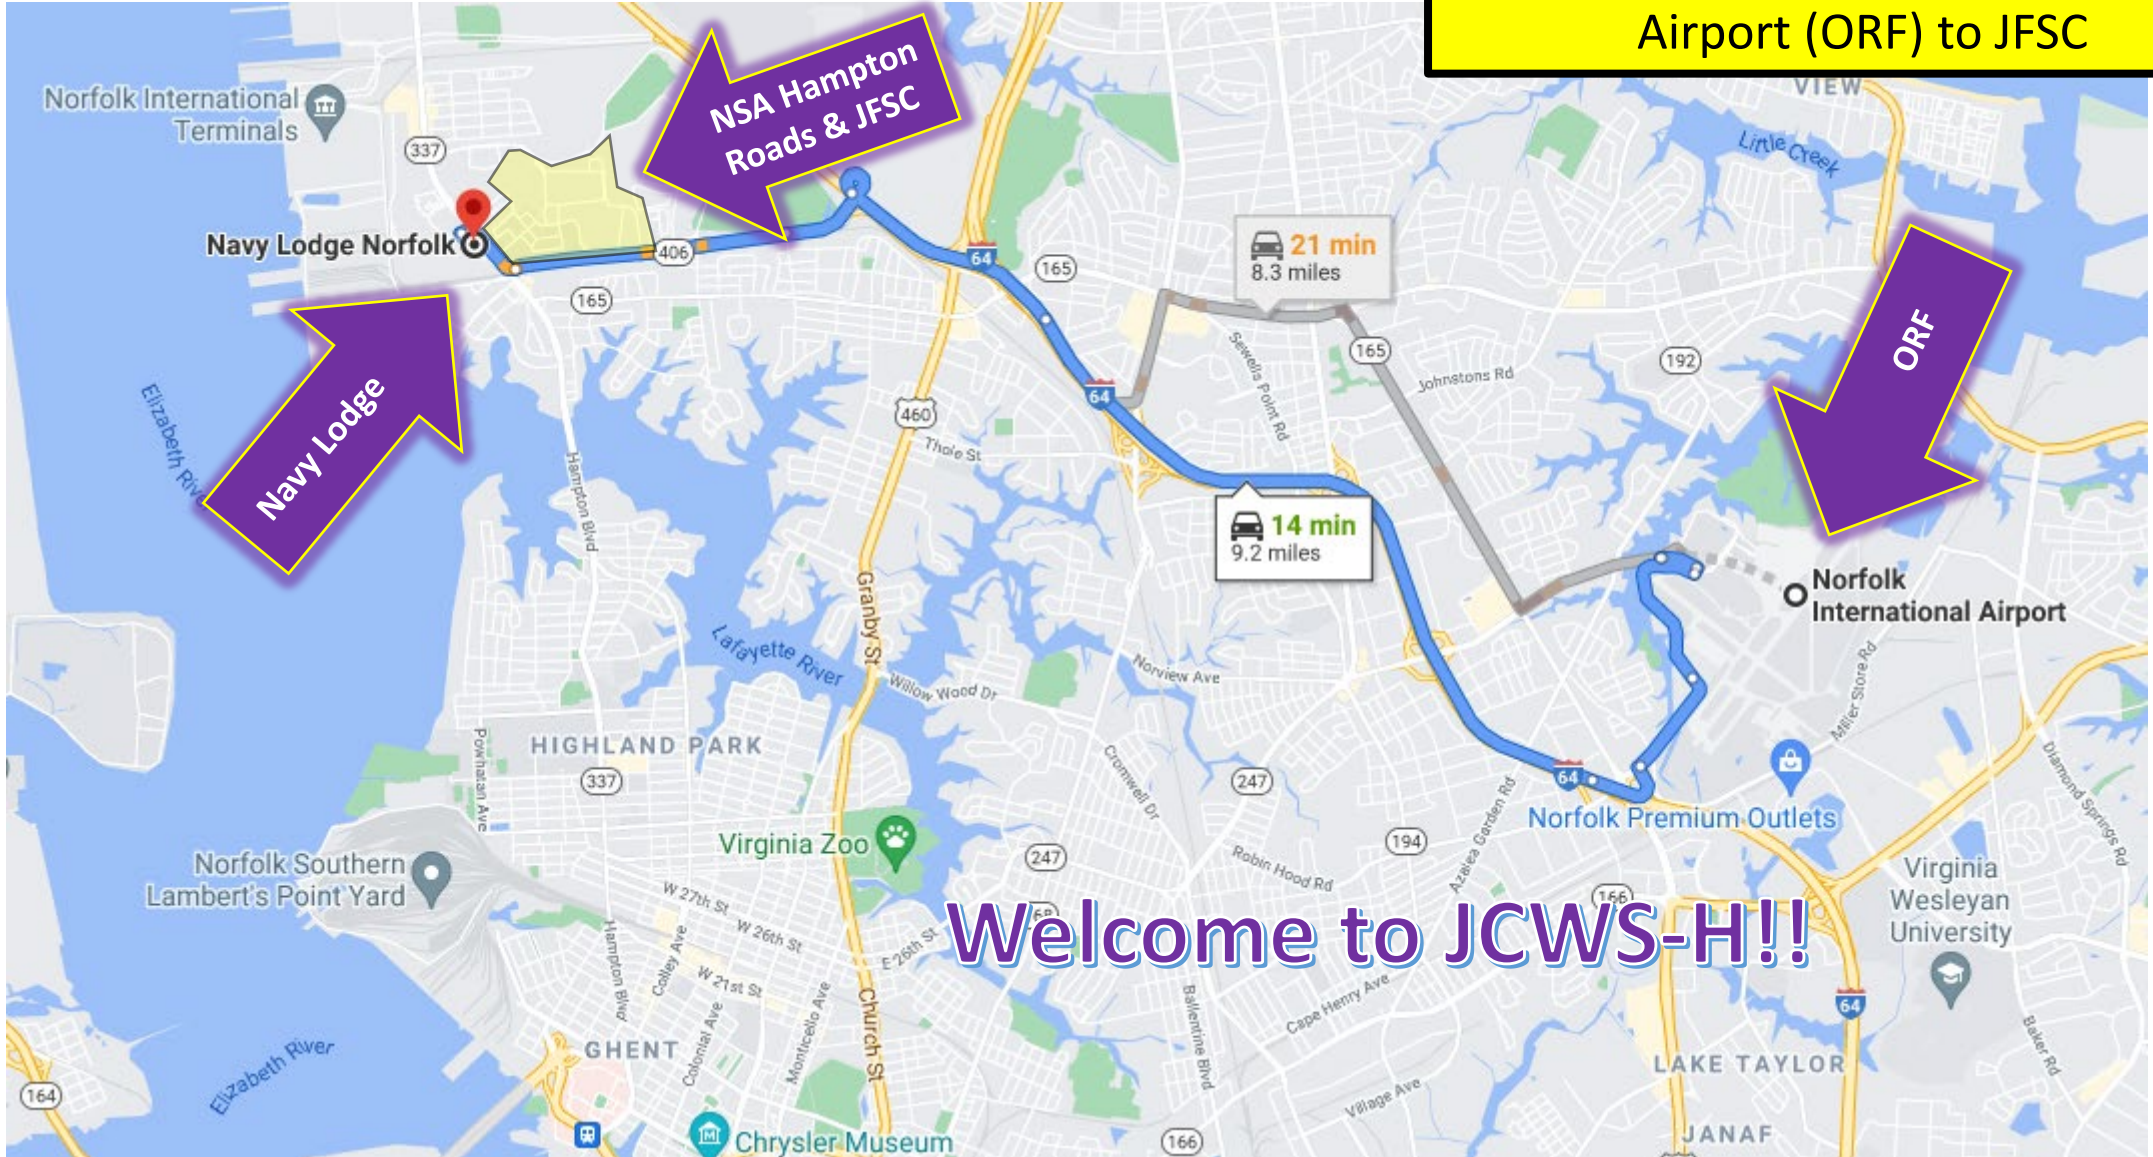 Airport (ORF) to JFSC
VIEW
Norfolk International
Terminals
337
NSA Hampton
Roads & JFSC
Little Creek
Navy Lodge Norfolk
406
64
165
21 min
8.3 miles
ORF
165
165
192
Johnstons Rd
Sewells Point Rd
Navy Lodge
Elizabeth River
64
460
Thole St
Hampton Blvd
14 min
9.2 miles
Norfolk
International Airport
Granby St
Lafayette River
Willow Wood Dr
Norview Ave
Miller Store Rd
HIGHLAND PARK
Powhatan Ave
337
Cromwell Dr
247
64
Norfolk Premium Outlets
Diamond Springs Rd
Azalea Garden Rd
Virginia Zoo
247
194
Robin Hood Rd
Norfolk Southern
Lambert's Point Yard
Virginia
Wesleyan
University
W 27th St
W 26th St
E 26th St
166
Welcome to JCWS-H!!
Hampton Blvd
Colley Ave
W 21st St
Colonial Ave
Monticello Ave
Church St
Ballentine Blvd
Cape Henry Ave
64
Baker Rd
GHENT
Elizabeth River
164
LAKE TAYLOR
Village Ave
Chrysler Museum
166
JANAF